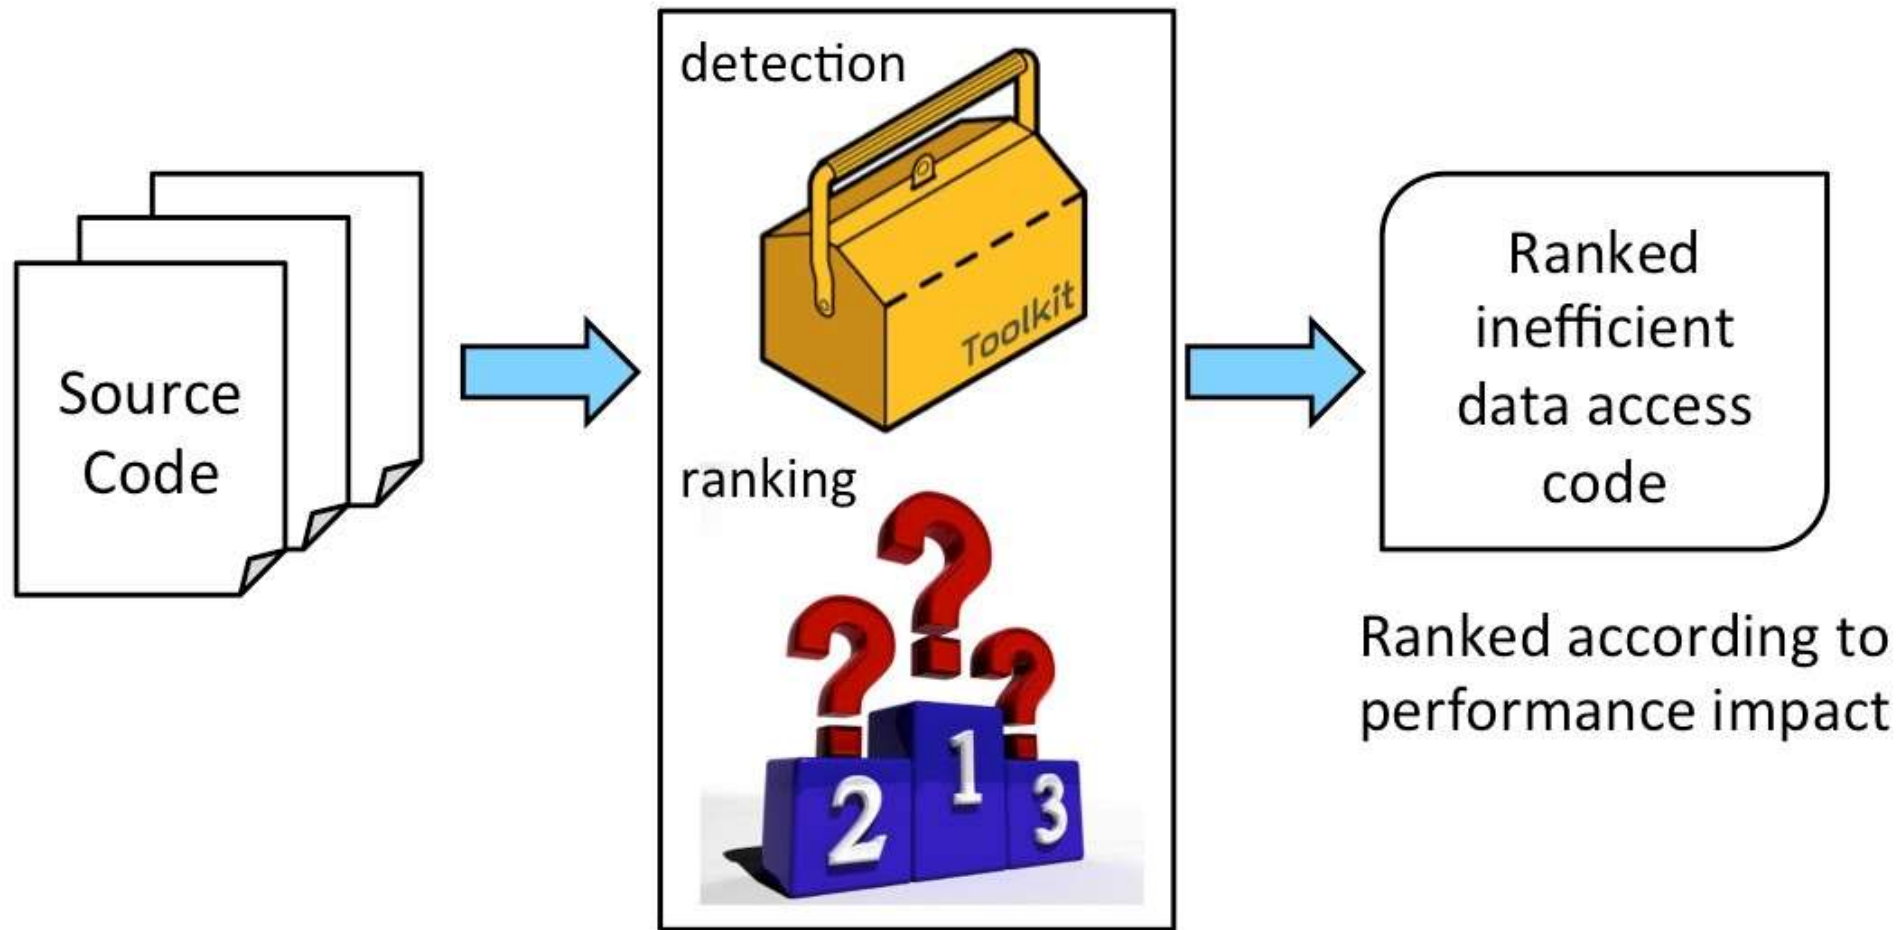 Source
Code
detection
Toolkit
ranking
2
1
3
Ranked
inefficient
data access
code
Ranked according to
performance impact